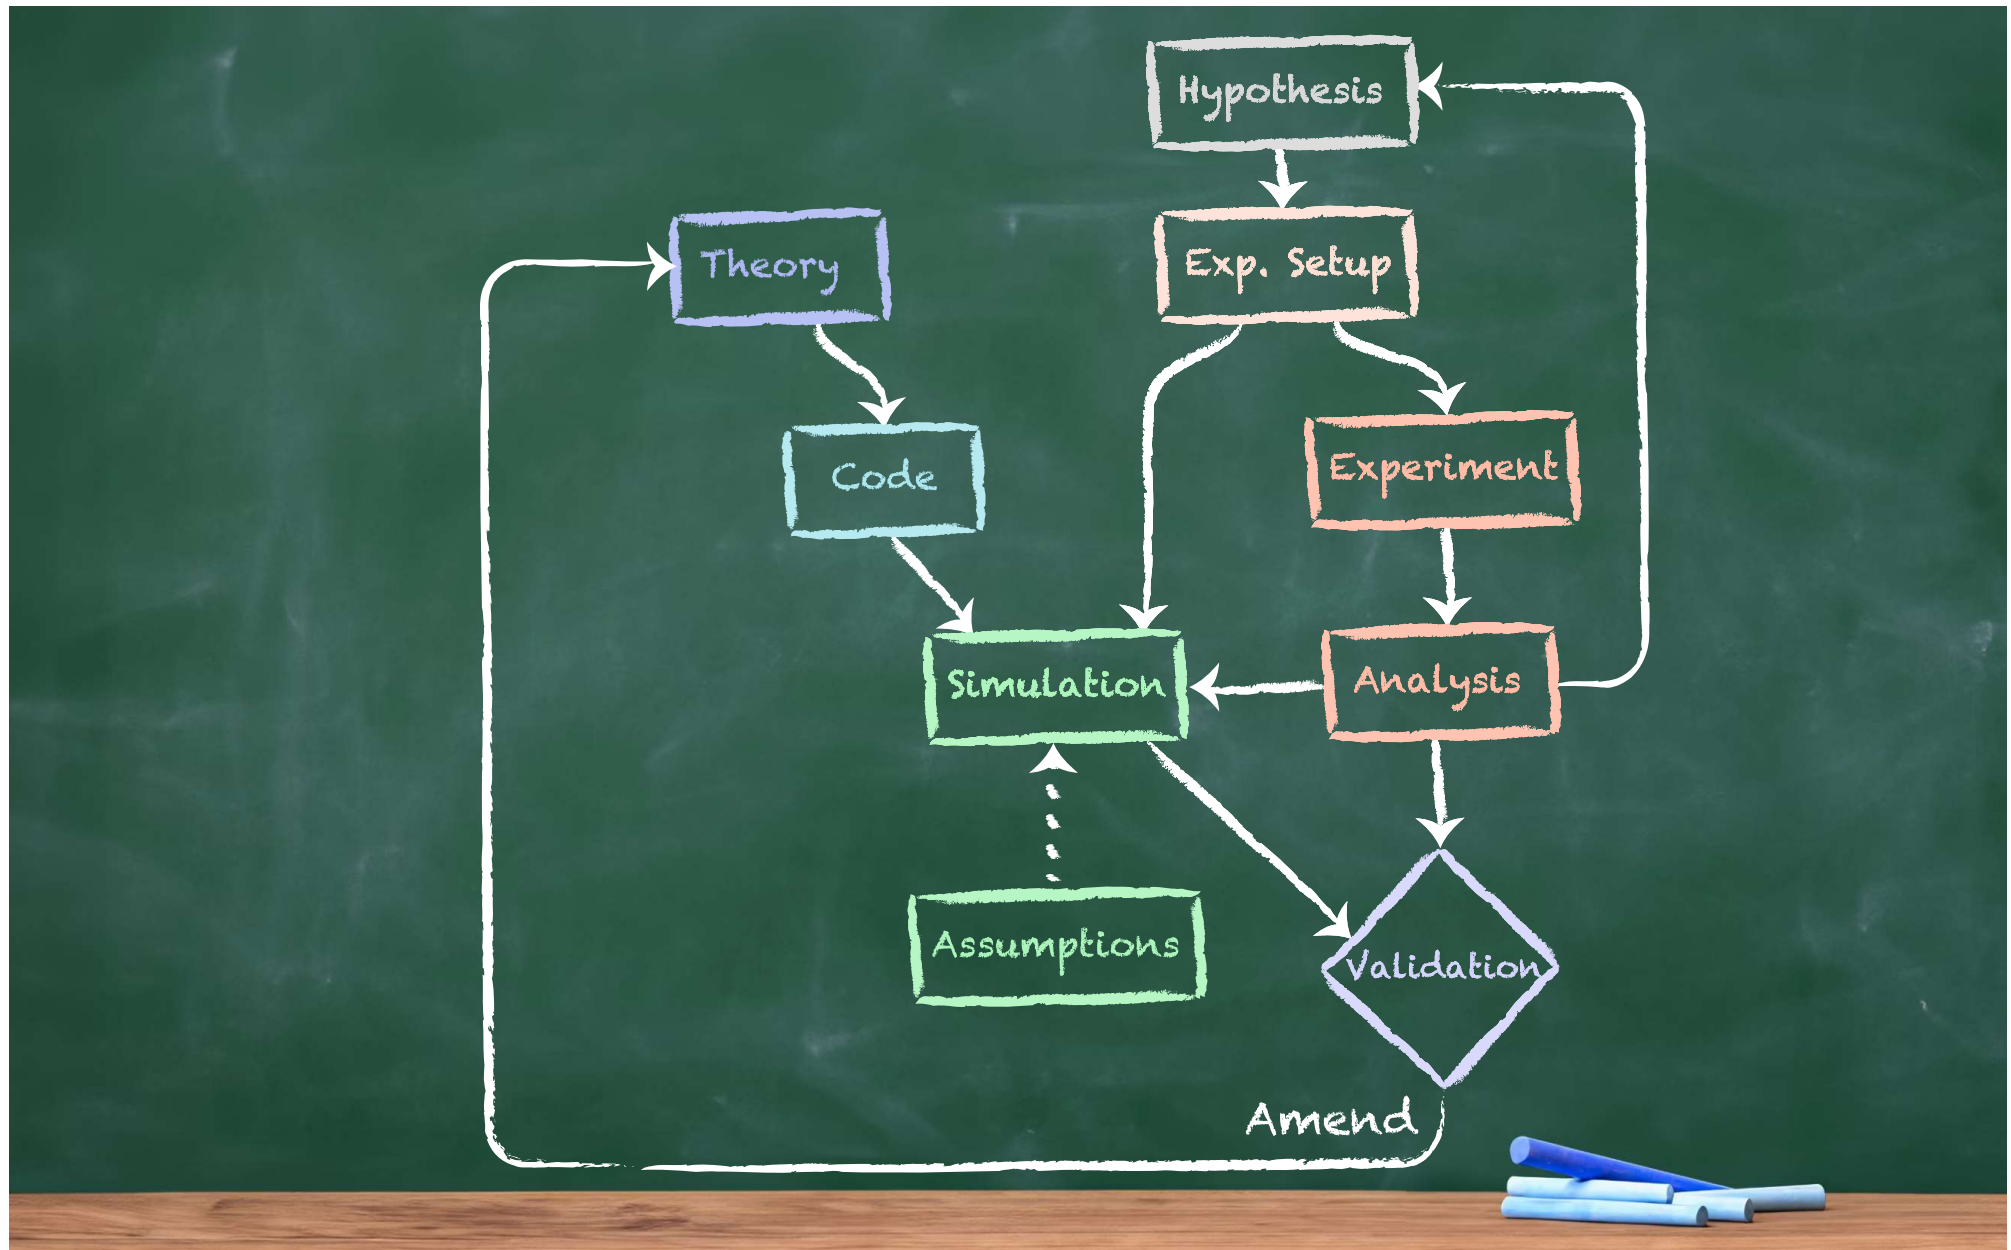 Hypothesis
Theory
Exp. Setup
Code
Experiment
Simulation
Analysis
Assumptions
Validation
Amend